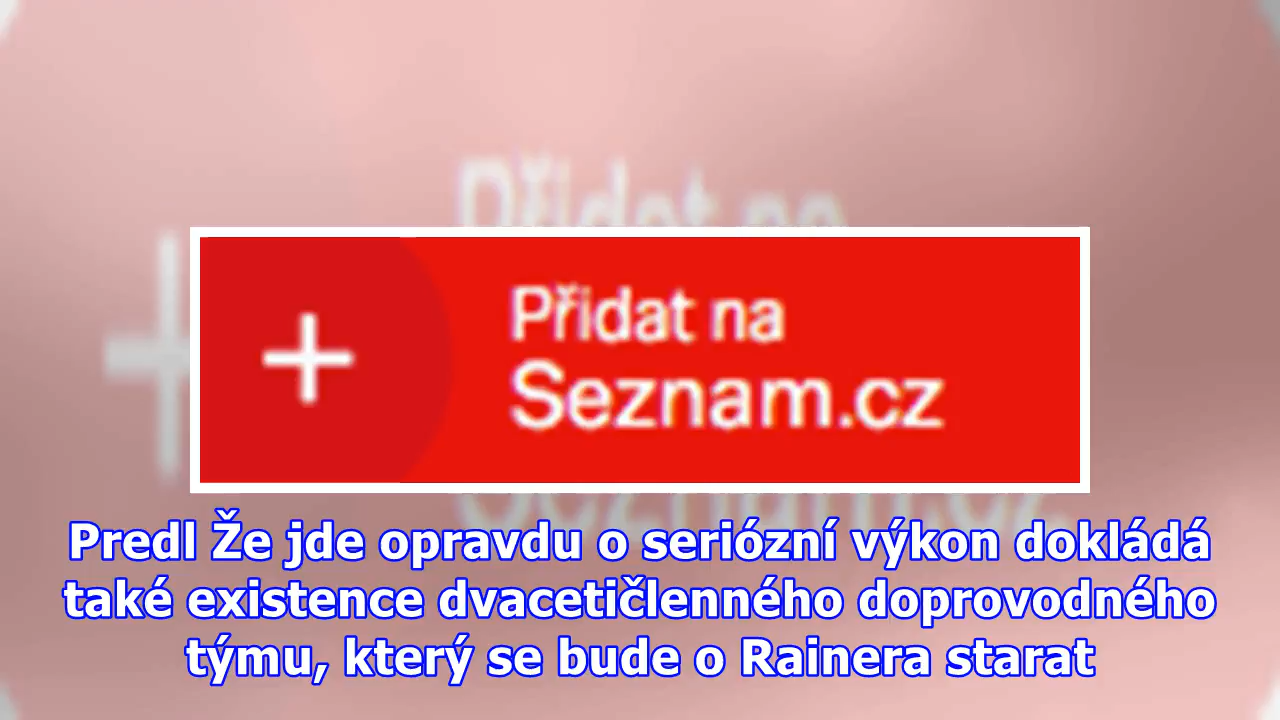 Přidat na
Seznam.cz
Predl Že jde opravdu o seriózní výkon dokládá
také existence dvacetičlenného doprovodného
týmu, který se bude o Rainera starat